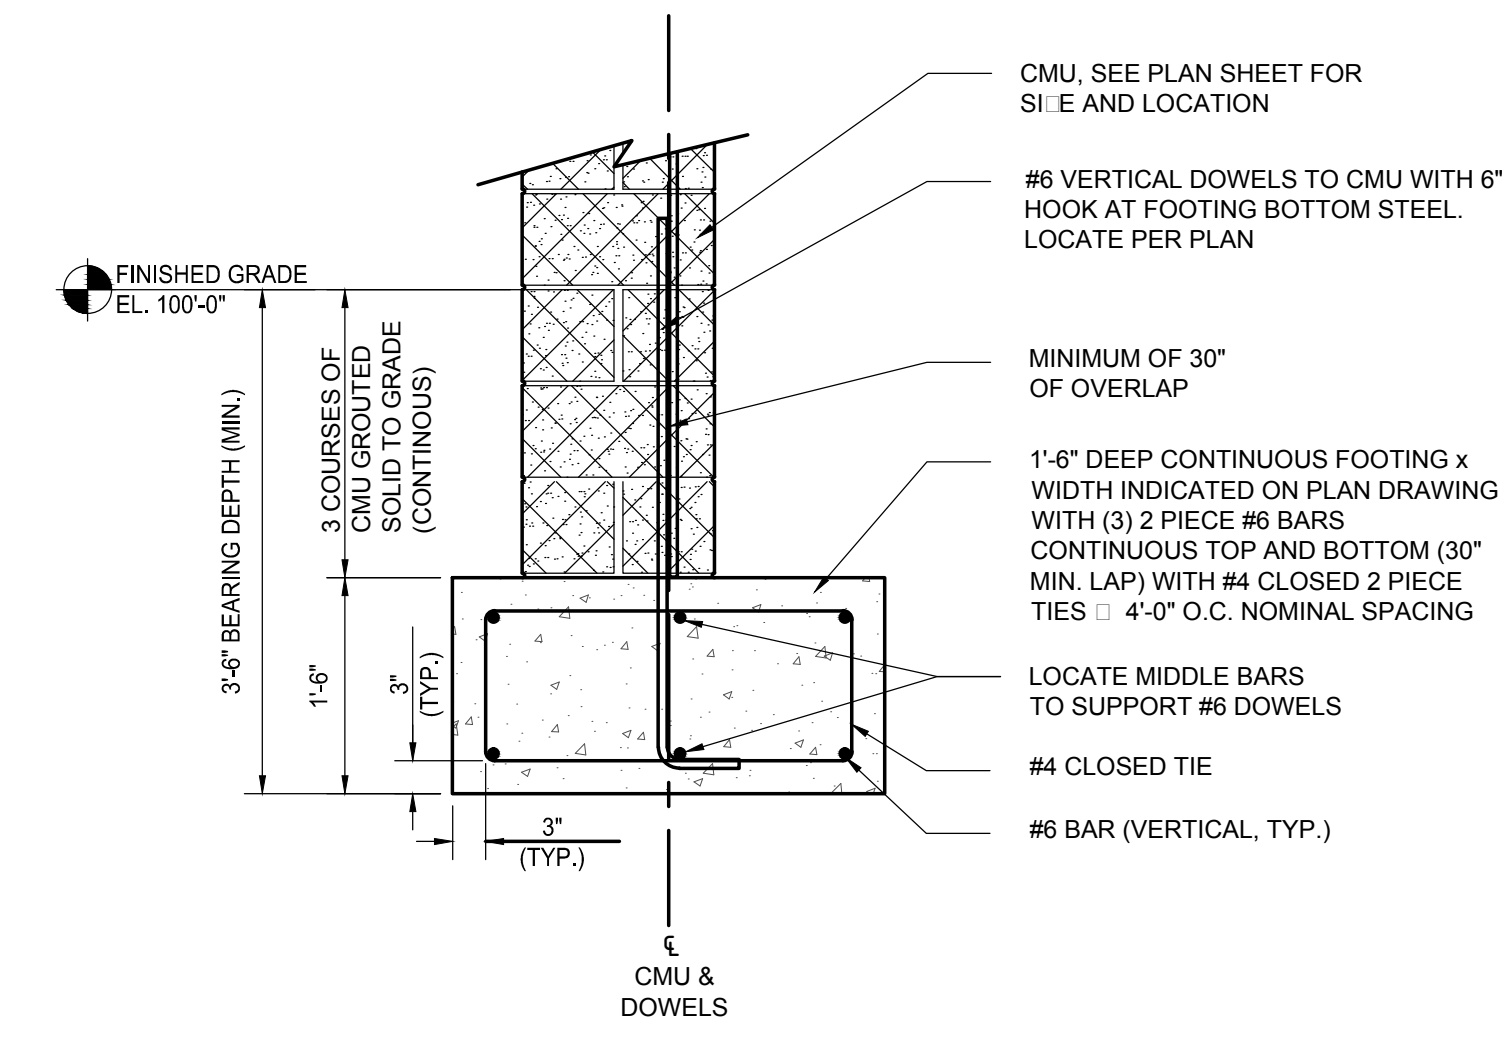 CMU, SEE PLAN SHEET FOR
SI□E AND LOCATION
#6 VERTICAL DOWELS TO CMU WITH 6"
HOOK AT FOOTING BOTTOM STEEL.
LOCATE PER PLAN
FINISHED GRADE
EL. 100'-0"
3 COURSES OF
CMU GROUTED
SOLID TO GRADE
(CONTINOUS)
MINIMUM OF 30"
OF OVERLAP
3'-6" BEARING DEPTH (MIN.)
1'-6" DEEP CONTINUOUS FOOTING x
WIDTH INDICATED ON PLAN DRAWING
WITH (3) 2 PIECE #6 BARS
CONTINUOUS TOP AND BOTTOM (30"
MIN. LAP) WITH #4 CLOSED 2 PIECE
TIES □ 4'-0" O.C. NOMINAL SPACING
1'-6"
3"
(TYP.)
LOCATE MIDDLE BARS
TO SUPPORT #6 DOWELS
#4 CLOSED TIE
#6 BAR (VERTICAL, TYP.)
3"
(TYP.)
℄
CMU &
DOWELS